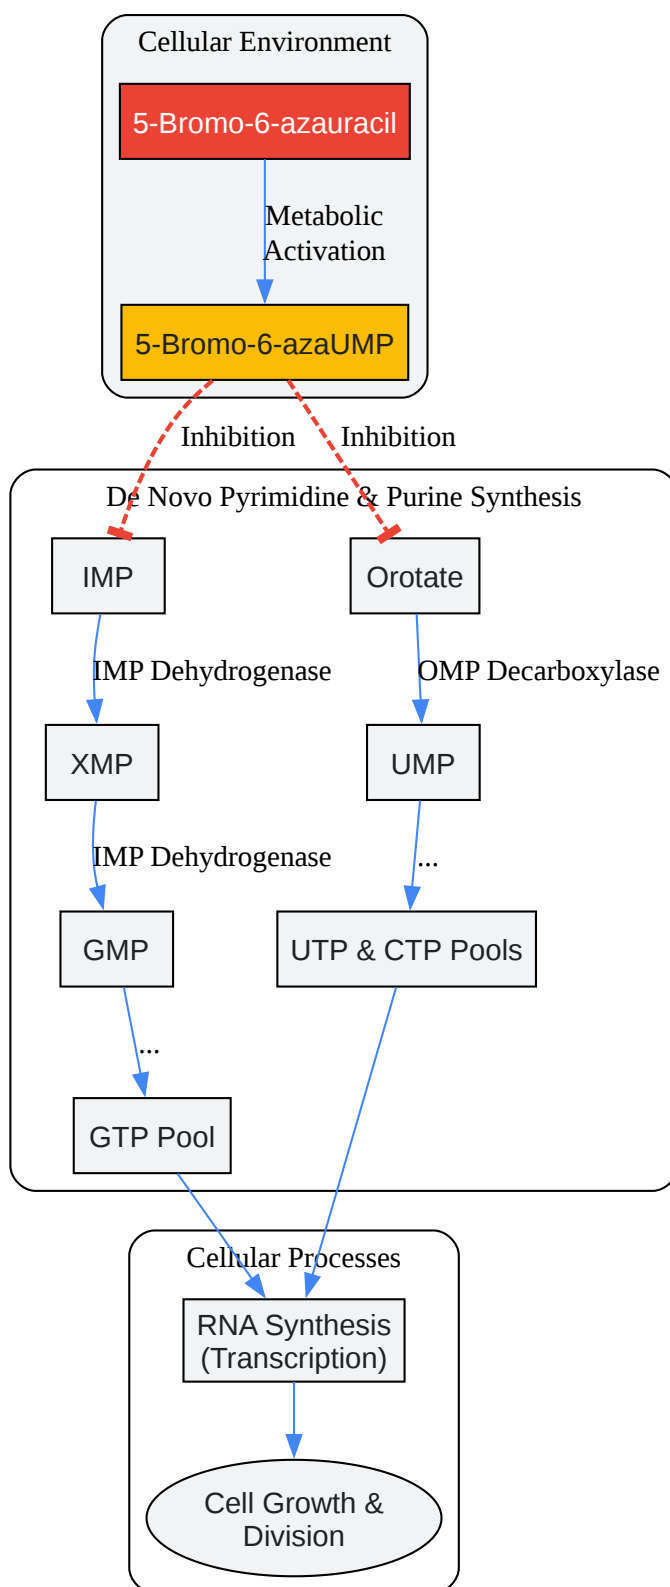 Cellular Environment
5-Bromo-6-azauracil
Metabolic
Activation
5-Bromo-6-azaUMP
Inhibition
Inhibition
De Novo Pyrimidine & Purine Synthesis
IMP
Orotate
IMP Dehydrogenase
OMP Decarboxylase
XMP
UMP
IMP Dehydrogenase
...
GMP
UTP & CTP Pools
...
GTP Pool
Cellular Processes
RNA Synthesis
(Transcription)
Cell Growth &
Division